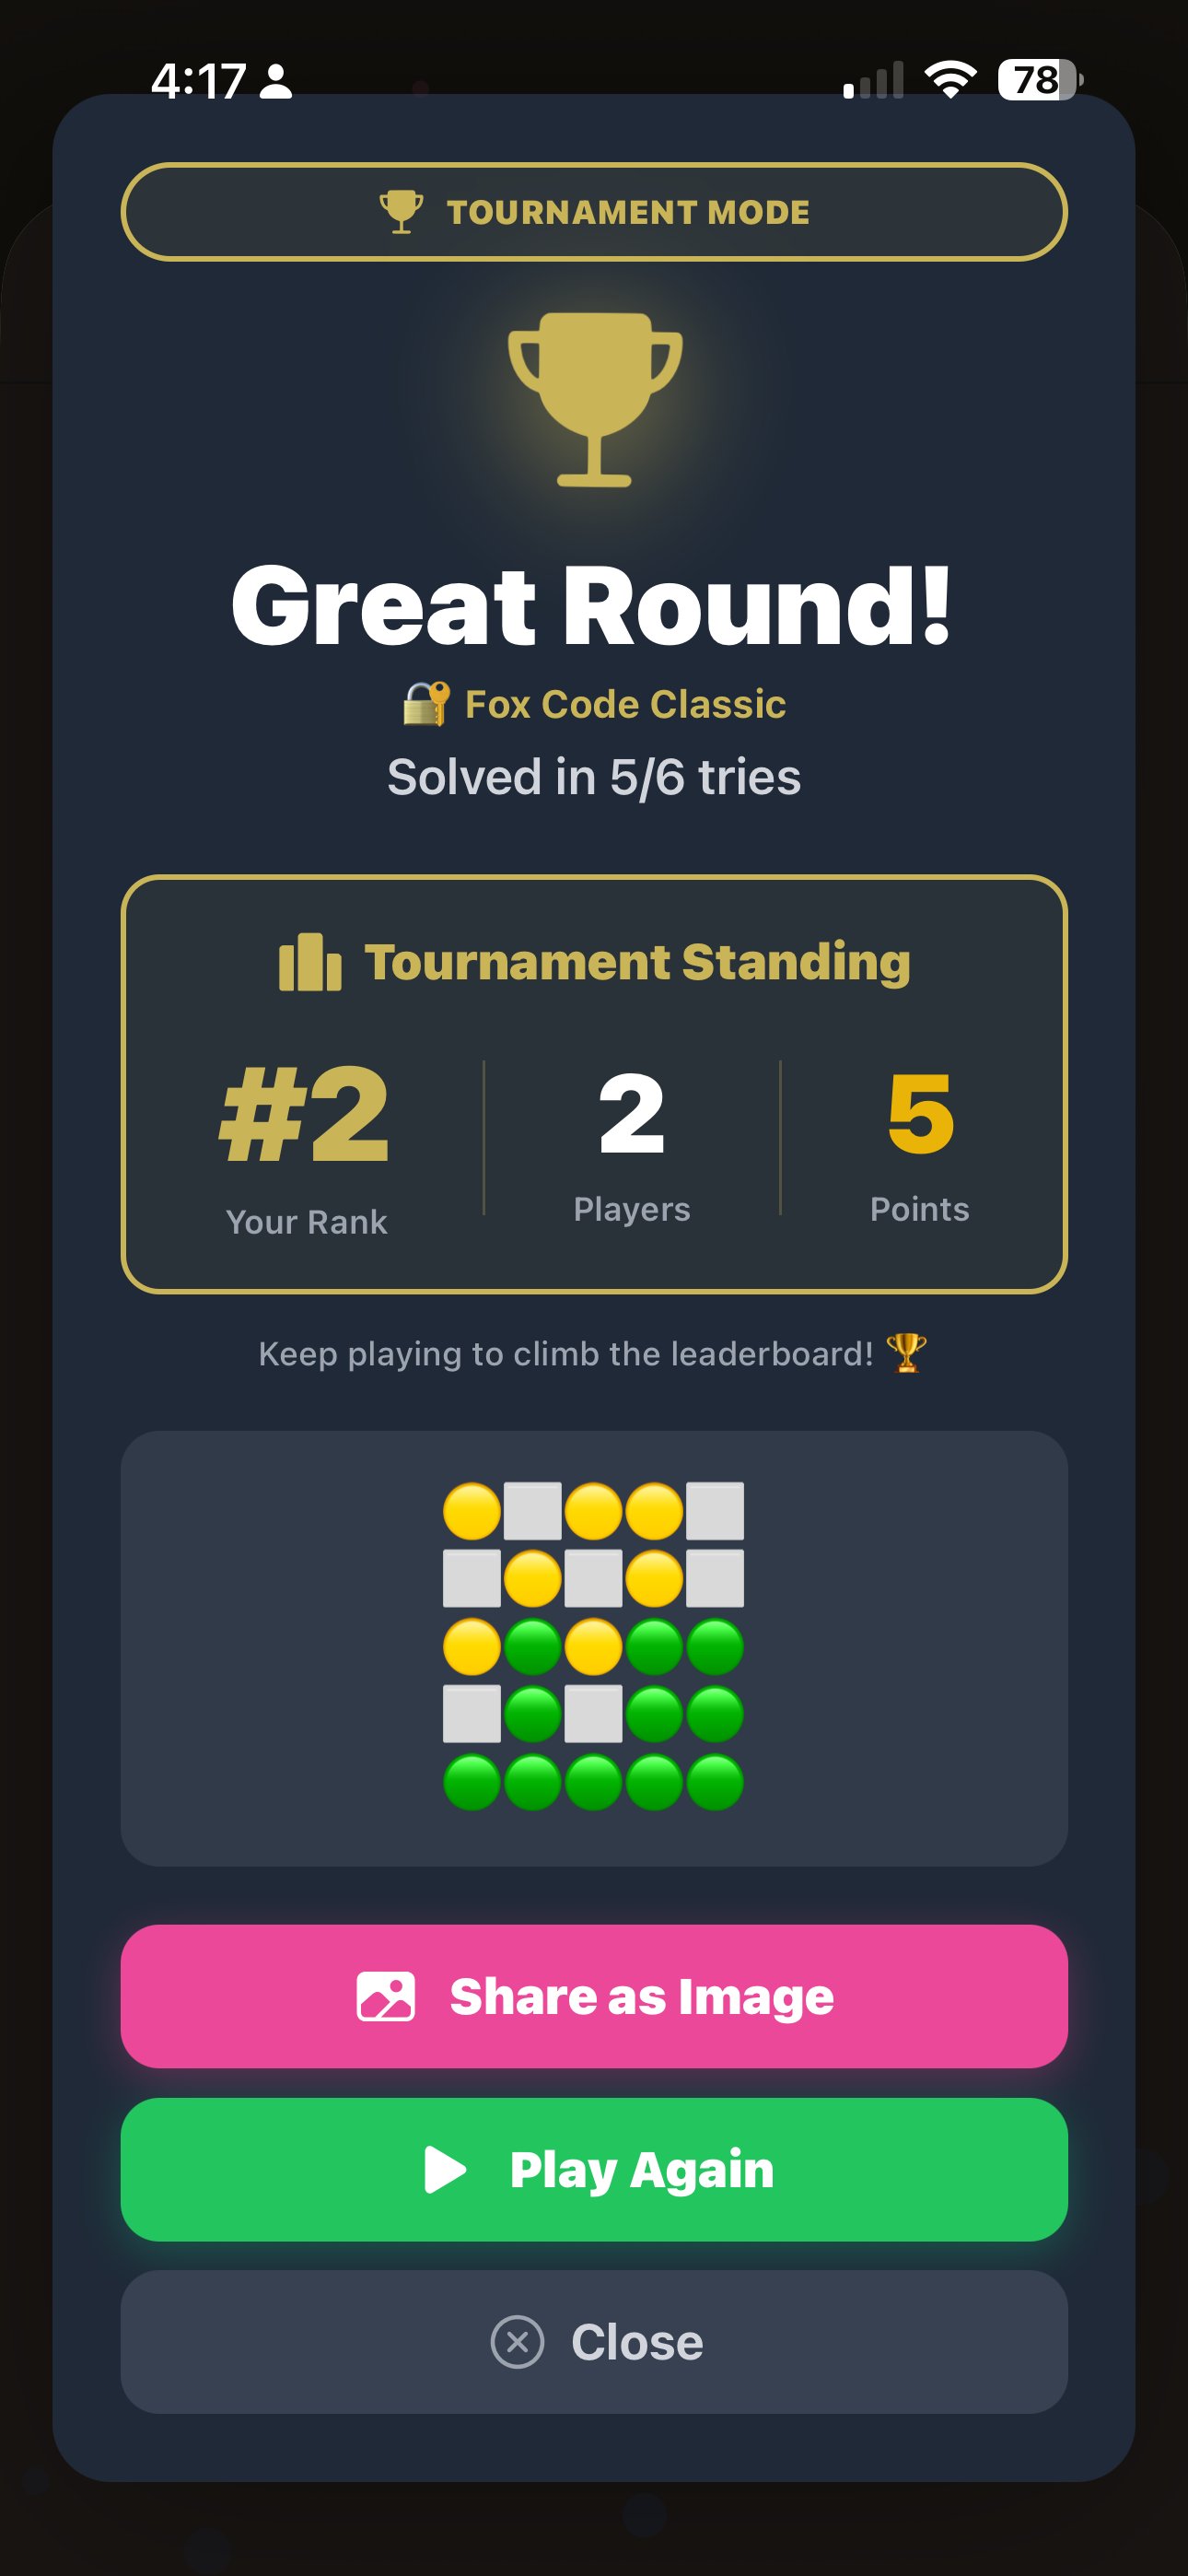 4:17
78
TOURNAMENT MODE
Great Round!
🔐 Fox Code Classic
Solved in 5/6 tries
Tournament Standing
#2
2
5
Your Rank
Players
Points
Keep playing to climb the leaderboard! 🏆
🟡⬜🟡🟡⬜
⬜🟡⬜🟡⬜
🟡🟢🟡🟢🟢
⬜🟢⬜🟢🟢
🟢🟢🟢🟢🟢
Share as Image
Play Again
Close